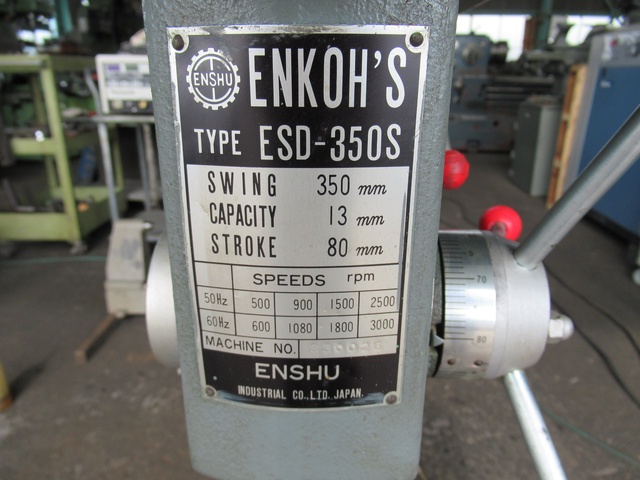 ENSHU
ENKOH'S
TYPE ESD-350S
SWING 350 mm
CAPACITY 13 mm
STROKE 80 mm
SPEEDS rpm
50Hz 500 900 1500 2500
60Hz 600 1080 1800 3000
MACHINE NO.
ENSHU
INDUSTRIAL CO., LTD. JAPAN.
5
70
80